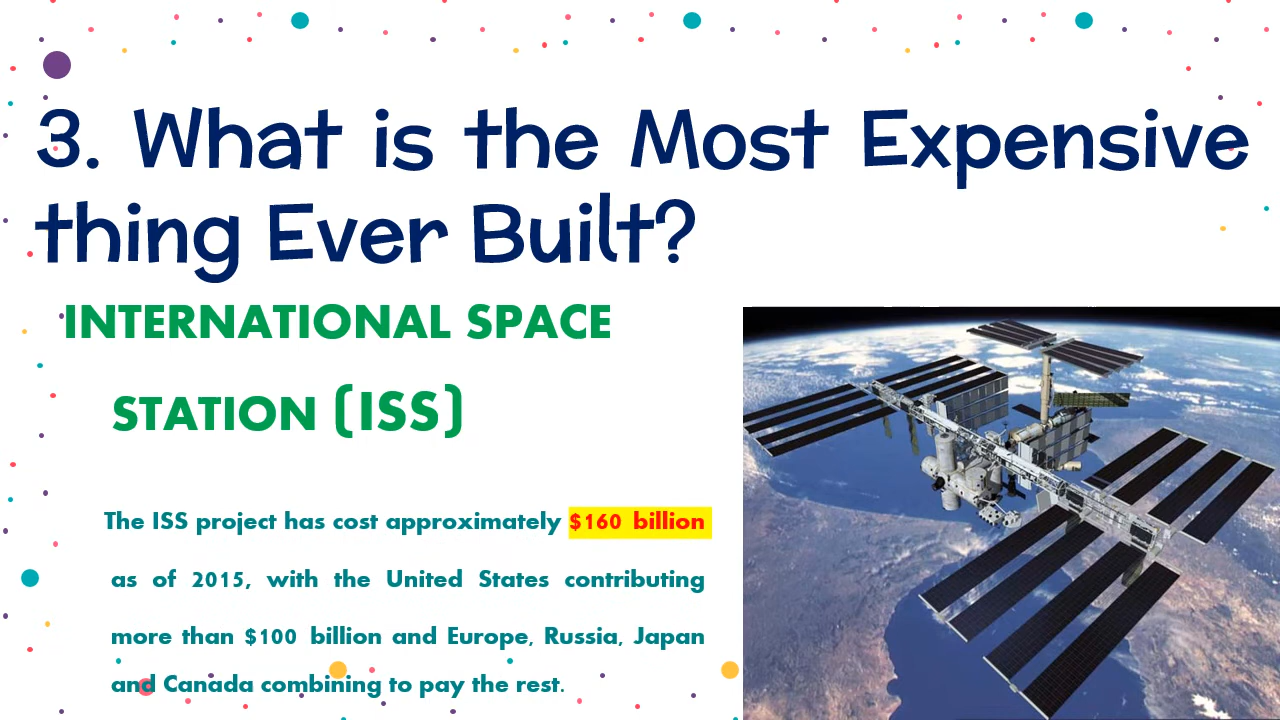 3. What is the Most Expensive
thing Ever Built?
INTERNATIONAL SPACE
STATION (ISS)
The ISS project has cost approximately $160 billion
as of 2015, with the United States contributing
more than $100 billion and Europe, Russia, Japan
and Canada combining to pay the rest.